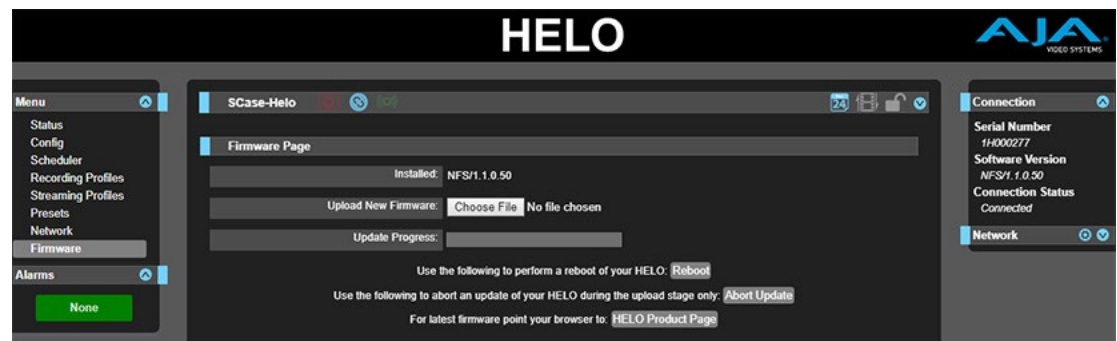 HELO
AJA
VIDEO SYSTEMS
Menu
Status
Config
Scheduler
Recording Profiles
Streaming Profiles
Presets
Network
Firmware
Alarms
None
SCase-Helo
24
Firmware Page
Installed: NFS/1.1.0.50
Upload New Firmware: Choose File No file chosen
Update Progress:
Use the following to perform a reboot of your HELO: Reboot
Use the following to abort an update of your HELO during the upload stage only: Abort Update
For latest firmware point your browser to: HELO Product Page
Connection
Serial Number
1H000277
Software Version
NFS/1.1.0.50
Connection Status
Connected
Network